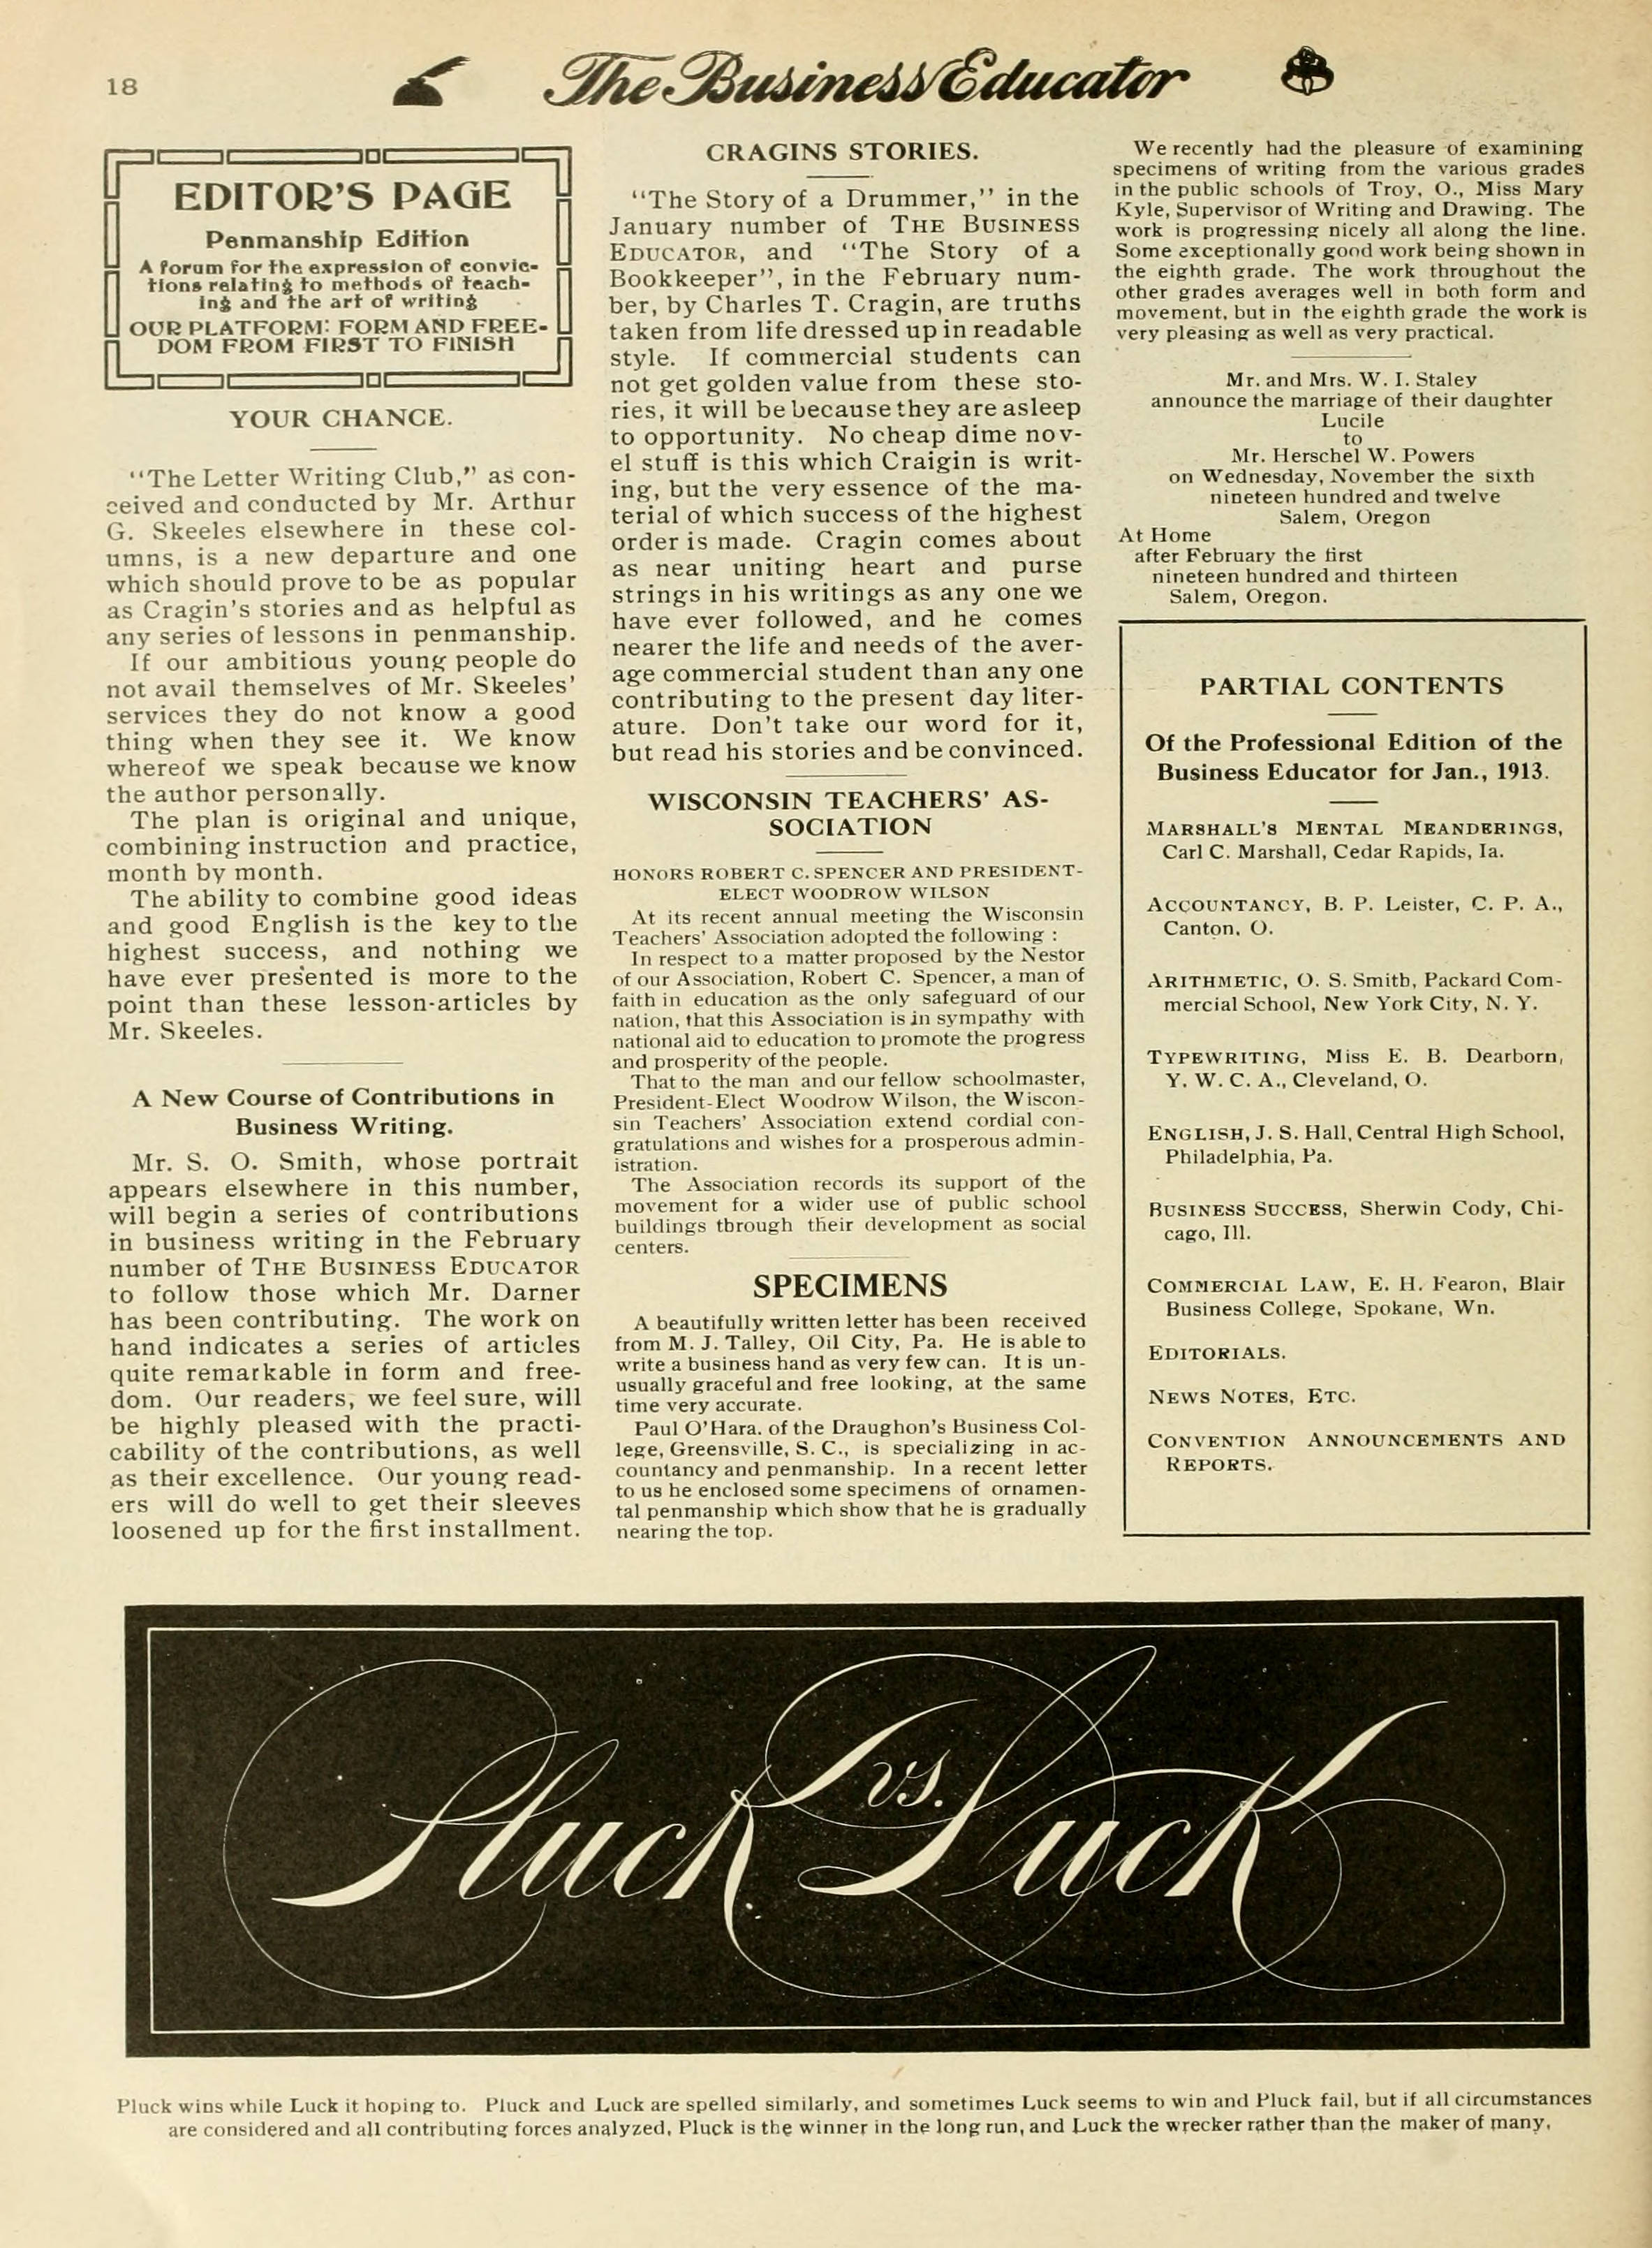 18
The Business Educator
EDITOR'S PAGE
Penmanship Edition
A forum for the expression of convic-
tions relating to methods of teach-
ing and the art of writing
OUR PLATFORM: FORM AND FREE-
DOM FROM FIRST TO FINISH
YOUR CHANCE.
"The Letter Writing Club," as con-
ceived and conducted by Mr. Arthur
G. Skeeles elsewhere in these col-
umns, is a new departure and one
which should prove to be as popular
as Cragin's stories and as helpful as
any series of lessons in penmanship.
If our ambitious young people do
not avail themselves of Mr. Skeeles'
services they do not know a good
thing when they see it. We know
whereof we speak because we know
the author personally.
The plan is original and unique,
combining instruction and practice,
month by month.
The ability to combine good ideas
and good English is the key to the
highest success, and nothing we
have ever presented is more to the
point than these lesson-articles by
Mr. Skeeles.
A New Course of Contributions in
Business Writing.
Mr. S. O. Smith, whose portrait
appears elsewhere in this number,
will begin a series of contributions
in business writing in the February
number of THE BUSINESS EDUCATOR
to follow those which Mr. Darner
has been contributing. The work on
hand indicates a series of articles
quite remarkable in form and free-
dom. Our readers, we feel sure, will
be highly pleased with the practi-
cability of the contributions, as well
as their excellence. Our young read-
ers will do well to get their sleeves
loosened up for the first installment.
CRAGINS STORIES.
"The Story of a Drummer," in the
January number of THE BUSINESS
EDUCATOR, and "The Story of a
Bookkeeper", in the February num-
ber, by Charles T. Cragin, are truths
taken from life dressed up in readable
style. If commercial students can
not get golden value from these sto-
ries, it will be because they are asleep
to opportunity. No cheap dime nov-
el stuff is this which Craigin is writ-
ing, but the very essence of the ma-
terial of which success of the highest
order is made. Cragin comes about
as near uniting heart and purse
strings in his writings as any one we
have ever followed, and he comes
nearer the life and needs of the aver-
age commercial student than any one
contributing to the present day liter-
ature. Don't take our word for it,
but read his stories and be convinced.
WISCONSIN TEACHERS' AS-
SOCIATION
HONORS ROBERT C. SPENCER AND PRESIDENT-
ELECT WOODROW WILSON
At its recent annual meeting the Wisconsin
Teachers' Association adopted the following :
In respect to a matter proposed by the Nestor
of our Association, Robert C. Spencer, a man of
faith in education as the only safeguard of our
nation, that this Association is in sympathy with
national aid to education to promote the progress
and prosperity of the people.
That to the man and our fellow schoolmaster,
President-Elect Woodrow Wilson, the Wiscon-
sin Teachers' Association extend cordial con-
gratulations and wishes for a prosperous admin-
istration.
The Association records its support of the
movement for a wider use of public school
buildings through their development as social
centers.
SPECIMENS
A beautifully written letter has been received
from M. J. Talley, Oil City, Pa. He is able to
write a business hand as very few can. It is un-
usually graceful and free looking, at the same
time very accurate.
Paul O'Hara. of the Draughon's Business Col-
lege, Greensville, S. C., is specializing in ac-
countancy and penmanship. In a recent letter
to us he enclosed some specimens of ornamen-
tal penmanship which show that he is gradually
nearing the top.
We recently had the pleasure of examining
specimens of writing from the various grades
in the public schools of Troy, O., Miss Mary
Kyle, Supervisor of Writing and Drawing. The
work is progressing nicely all along the line.
Some exceptionally good work being shown in
the eighth grade. The work throughout the
other grades averages well in both form and
movement, but in the eighth grade the work is
very pleasing as well as very practical.
Mr. and Mrs. W. I. Staley
announce the marriage of their daughter
Lucile
to
Mr. Herschel W. Powers
on Wednesday, November the sixth
nineteen hundred and twelve
Salem, Oregon
At Home
after February the first
nineteen hundred and thirteen
Salem, Oregon.
PARTIAL CONTENTS
Of the Professional Edition of the
Business Educator for Jan., 1913.
MARSHALL'S MENTAL MEANDERINGS,
Carl C. Marshall, Cedar Rapids, Ia.
ACCOUNTANCY, B. P. Leister, C. P. A.,
Canton, O.
ARITHMETIC, O. S. Smith, Packard Com-
mercial School, New York City, N. Y.
TYPEWRITING, Miss E. B. Dearborn,
Y. W. C. A., Cleveland, O.
ENGLISH, J. S. Hall, Central High School,
Philadelphia, Pa.
BUSINESS SUCCESS, Sherwin Cody, Chi-
cago, Ill.
COMMERCIAL LAW, E. H. Fearon, Blair
Business College, Spokane, Wn.
EDITORIALS.
NEWS NOTES, ETC.
CONVENTION ANNOUNCEMENTS AND
REPORTS.
Pluck vs. Luck
Pluck wins while Luck it hoping to. Pluck and Luck are spelled similarly, and sometimes Luck seems to win and Pluck fail, but if all circumstances
are considered and all contributing forces analyzed, Pluck is the winner in the long run, and Luck the wrecker rather than the maker of many,